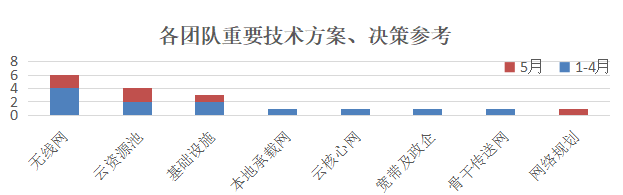 各团队重要技术方案、决策参考
5月 1-4月
8
6
4
2
0
无线网 云资源池 基础设施 本地承载网 云核心网 宽带及政企 骨干传送网 网络规划